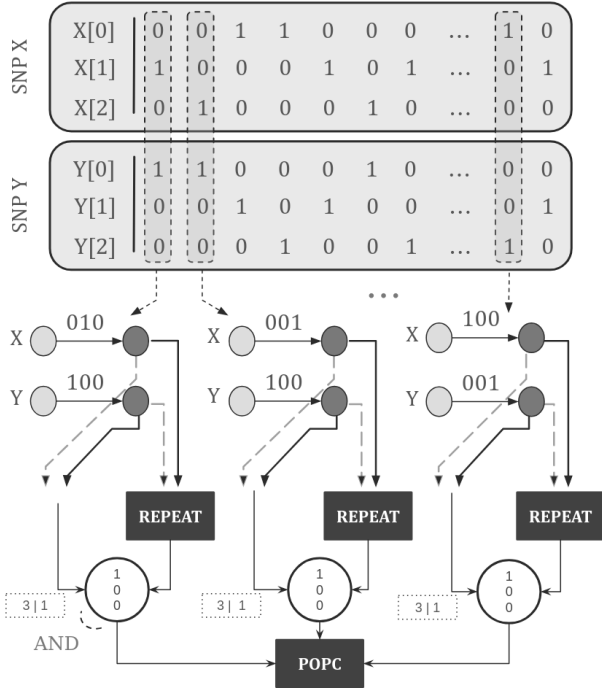 SNP X
X[0] 0 0 1 1 0 0 0 ... 1 0
X[1] 1 0 0 0 1 0 1 ... 0 1
X[2] 0 1 0 0 0 1 0 ... 0 0
SNP Y
Y[0] 1 1 0 0 0 1 0 ... 0 0
Y[1] 0 0 1 0 1 0 0 ... 0 1
Y[2] 0 0 0 1 0 0 1 ... 1 0
...
X 010
Y 100
X 001
Y 100
X 100
Y 001
REPEAT
REPEAT
REPEAT
1
0
0
3 | 1
1
0
0
3 | 1
1
0
0
3 | 1
AND
POPC